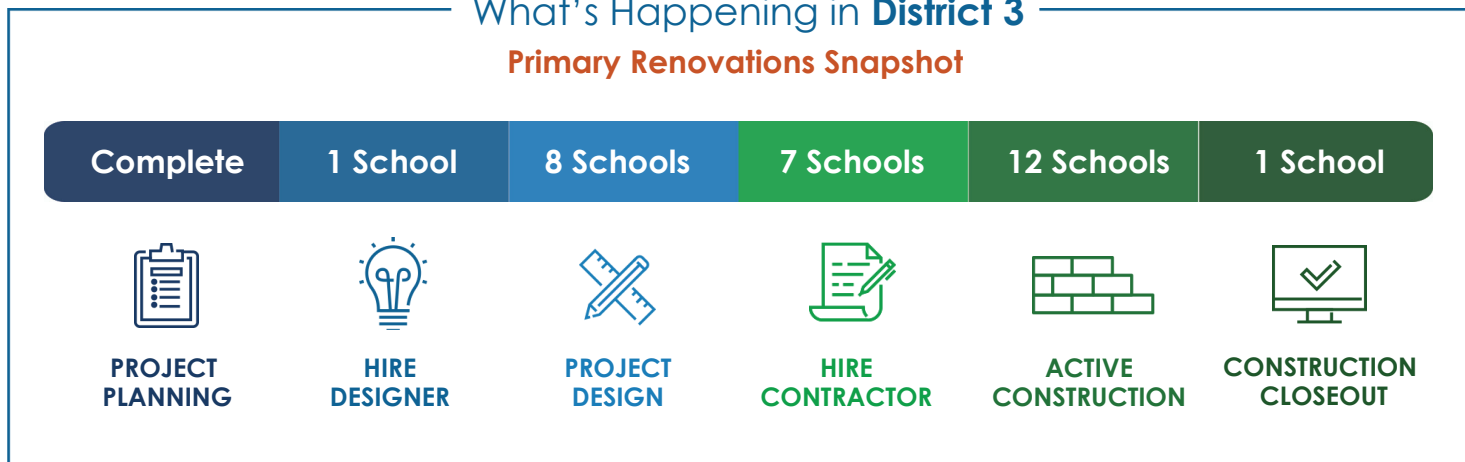 What's Happening in District 3
Primary Renovations Snapshot
Complete
1 School
8 Schools
7 Schools
12 Schools
1 School
PROJECT
PLANNING
HIRE
DESIGNER
PROJECT
DESIGN
HIRE
CONTRACTOR
ACTIVE
CONSTRUCTION
CONSTRUCTION
CLOSEOUT